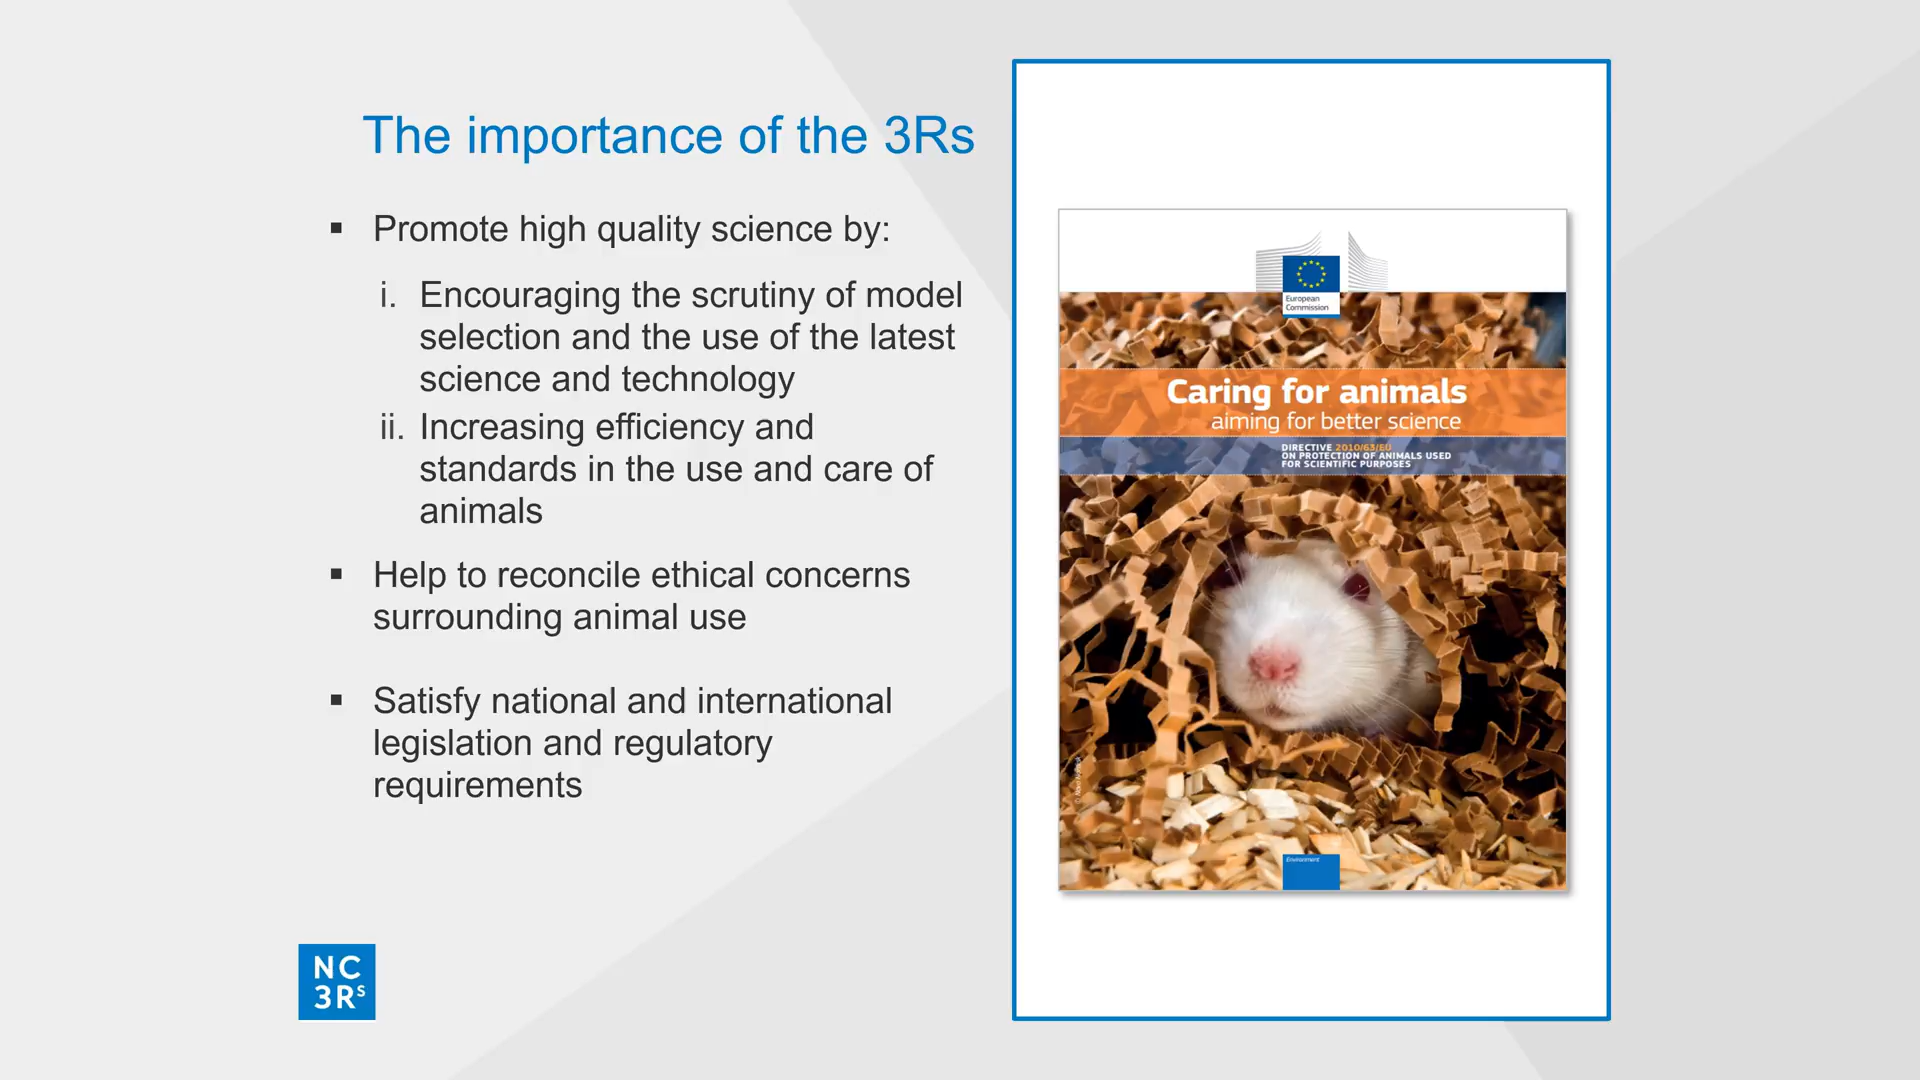 The importance of the 3Rs
▪ Promote high quality science by:
i. Encouraging the scrutiny of model
selection and the use of the latest
science and technology
ii. Increasing efficiency and
standards in the use and care of
animals
▪ Help to reconcile ethical concerns
surrounding animal use
▪ Satisfy national and international
legislation and regulatory
requirements
NC
3Rs
European
Commission
Caring for animals
aiming for better science
DIRECTIVE 2010/63/EU
ON PROTECTION OF ANIMALS USED
FOR SCIENTIFIC PURPOSES
Environment